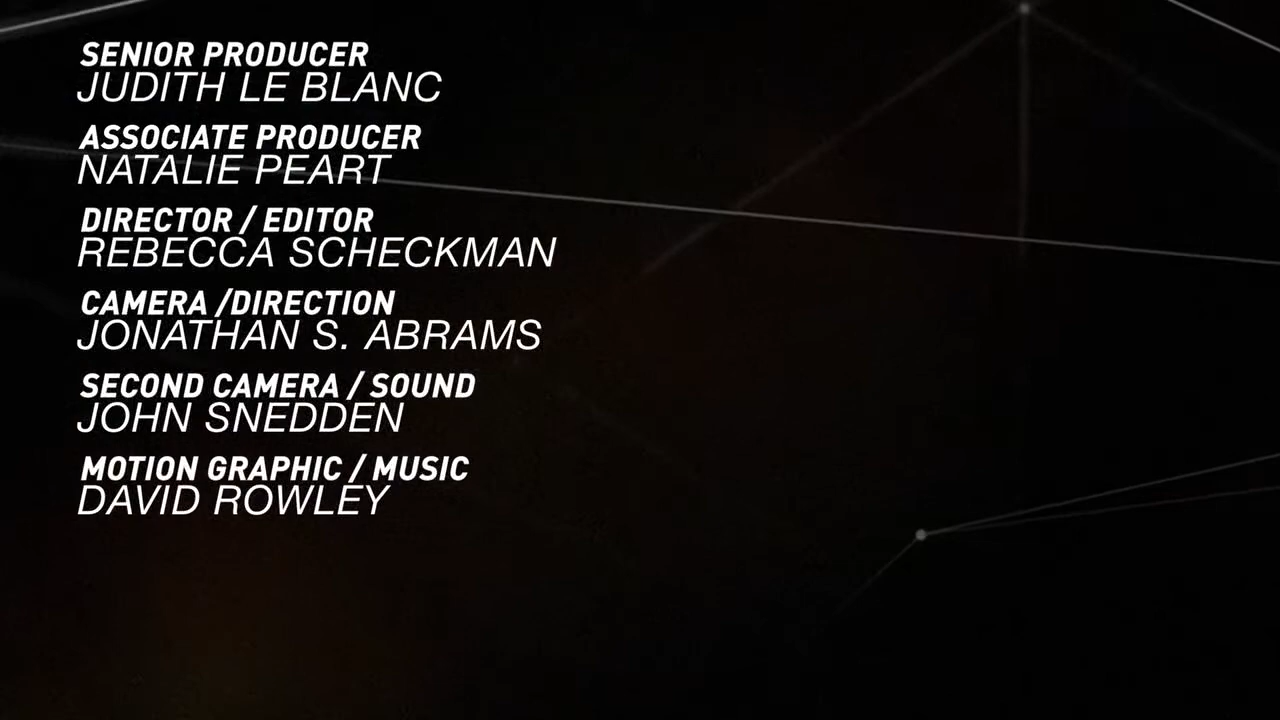 SENIOR PRODUCER
JUDITH LE BLANC
ASSOCIATE PRODUCER
NATALIE PEART
DIRECTOR / EDITOR
REBECCA SCHECKMAN
CAMERA /DIRECTION
JONATHAN S. ABRAMS
SECOND CAMERA / SOUND
JOHN SNEDDEN
MOTION GRAPHIC / MUSIC
DAVID ROWLEY